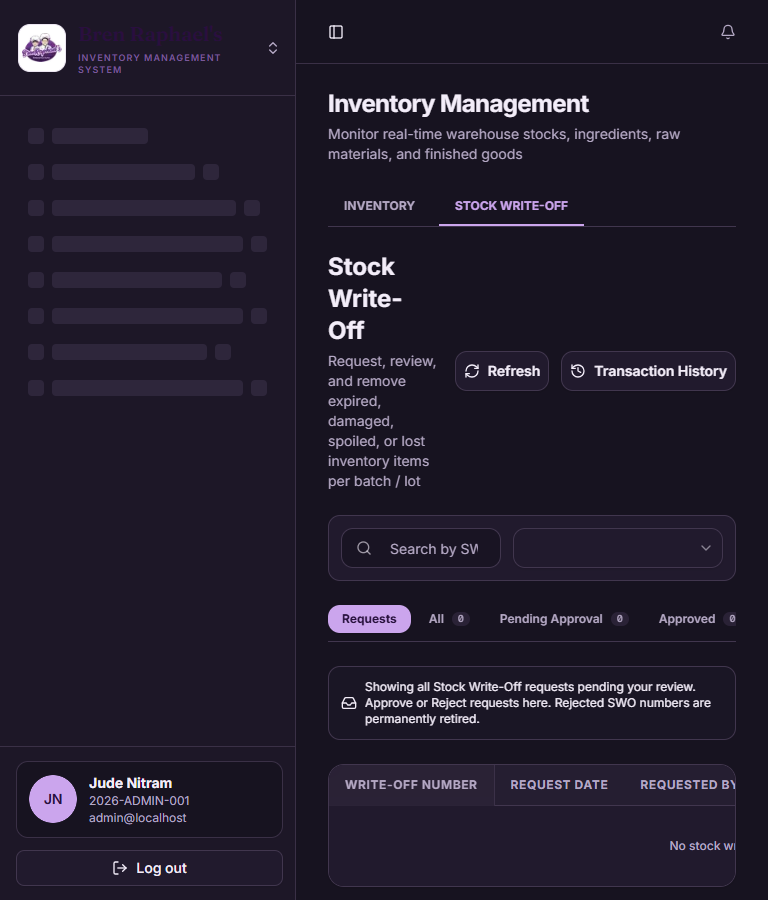 INVENTORY MANAGEMENT
SYSTEM
Inventory Management
Monitor real-time warehouse stocks, ingredients, raw
materials, and finished goods
INVENTORY
STOCK WRITE-OFF
Stock
Write-
Off
Request, review,
and remove
expired,
damaged,
spoiled, or lost
inventory items
per batch / lot
Refresh
Transaction History
Search by SW
Requests
All 0
Pending Approval 0
Approved 0
Showing all Stock Write-Off requests pending your review.
Approve or Reject requests here. Rejected SWO numbers are
permanently retired.
WRITE-OFF NUMBER
REQUEST DATE
REQUESTED BY
No stock wr
JN
Jude Nitram
2026-ADMIN-001
admin@localhost
Log out